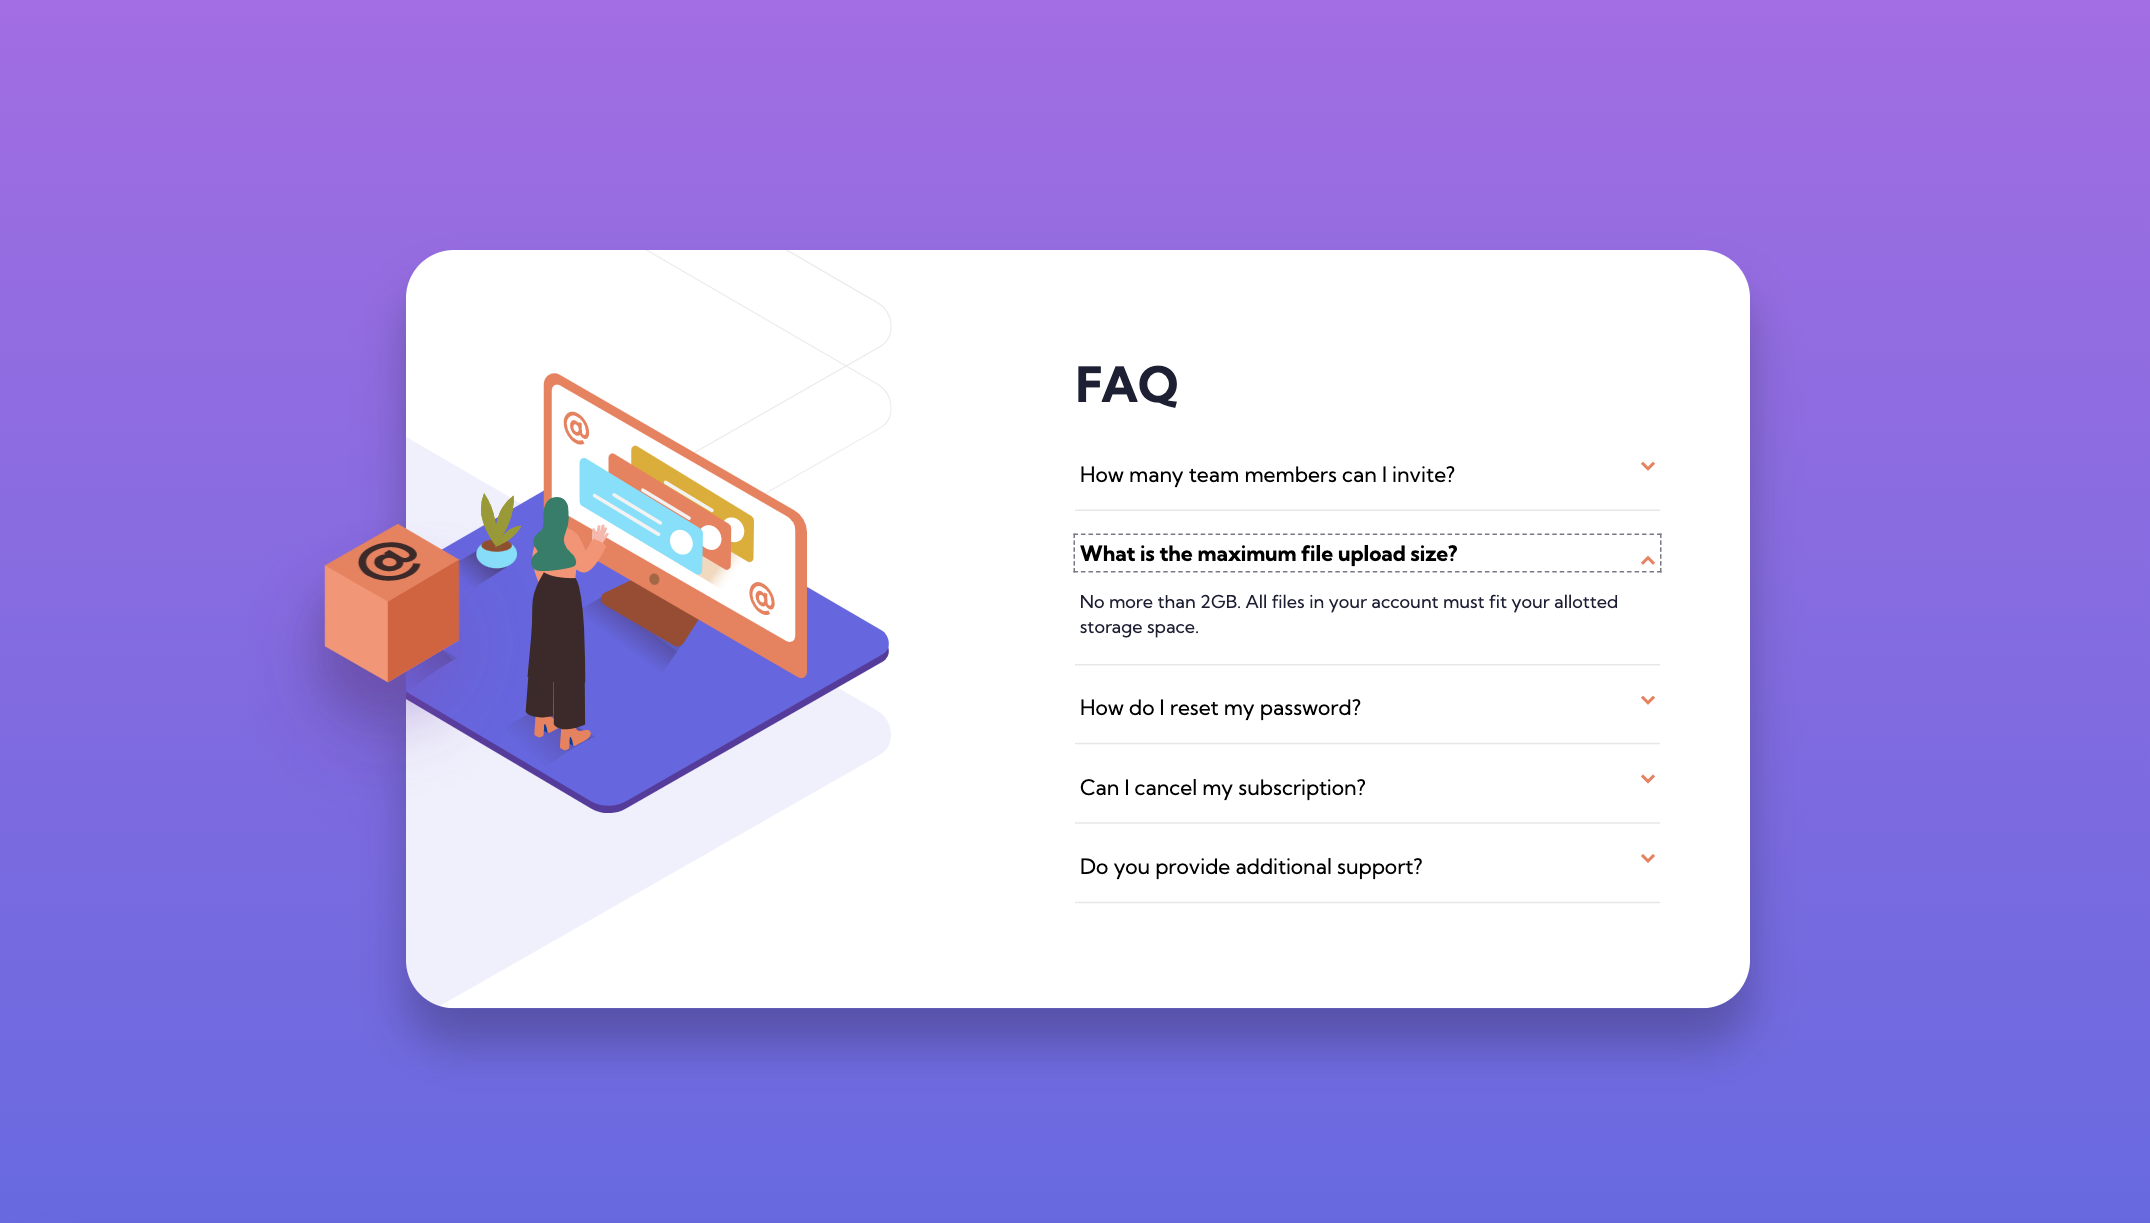 @
@
@
FAQ
How many team members can I invite?
What is the maximum file upload size?
No more than 2GB. All files in your account must fit your allotted
storage space.
How do I reset my password?
Can I cancel my subscription?
Do you provide additional support?